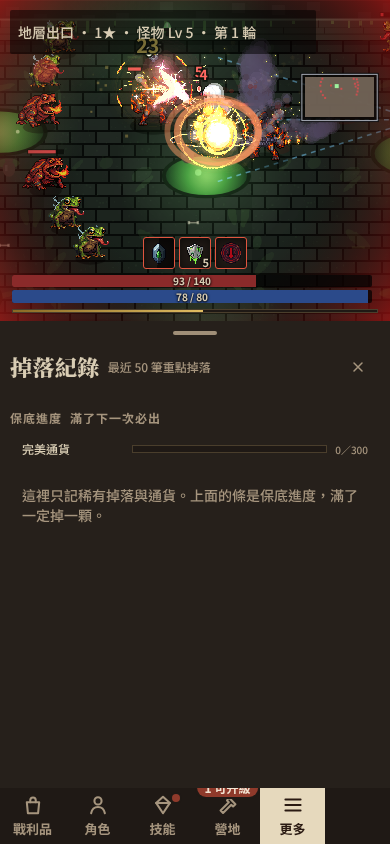 地層出口 · 1★ · 怪物 Lv 5 · 第 1 輪
23
54
5
93 / 140
78 / 80
掉落紀錄 最近 50 筆重點掉落
保底進度 滿了下一次必出
完美通貨 0／300
這裡只記稀有掉落與通貨。上面的條是保底進度，滿了
一定掉一顆。
1 可升級
戰利品 角色 技能 營地 更多